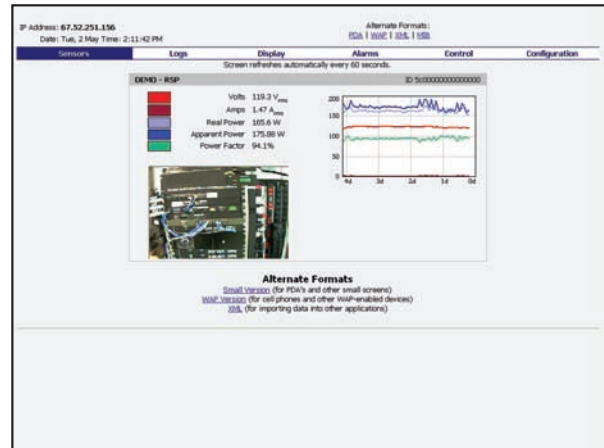 IP Address: 67.52.251.156
Date: Tue, 2 May Time: 2:11:42 PM
Alternate Formats:
PDA | WAP | XML | MIB
Sensors Logs Display Alarms Control Configuration
Screen refreshes automatically every 60 seconds.
DEMO - RSP ID 5c00000000000000
Volts 119.3 Vrms
Amps 1.47 Arms
Real Power 165.6 W
Apparent Power 175.88 W
Power Factor 94.1%
200
150
100
50
0
4d 3d 2d 1d 0d
Alternate Formats
Small Version (for PDA's and other small screens)
WAP Version (for cell phones and other WAP-enabled devices)
XML (for importing data into other applications)